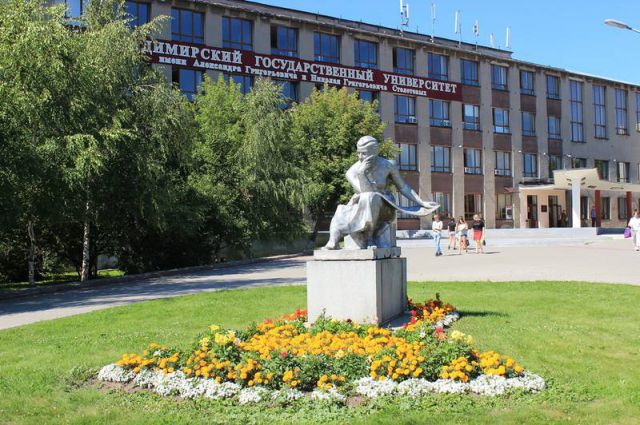 ДИМИРСКИЙ ГОСУДАРСТВЕННЫЙ УНИВЕРСИТЕТ
имени Александра Григорьевича и Николая Григорьевича Столетовых